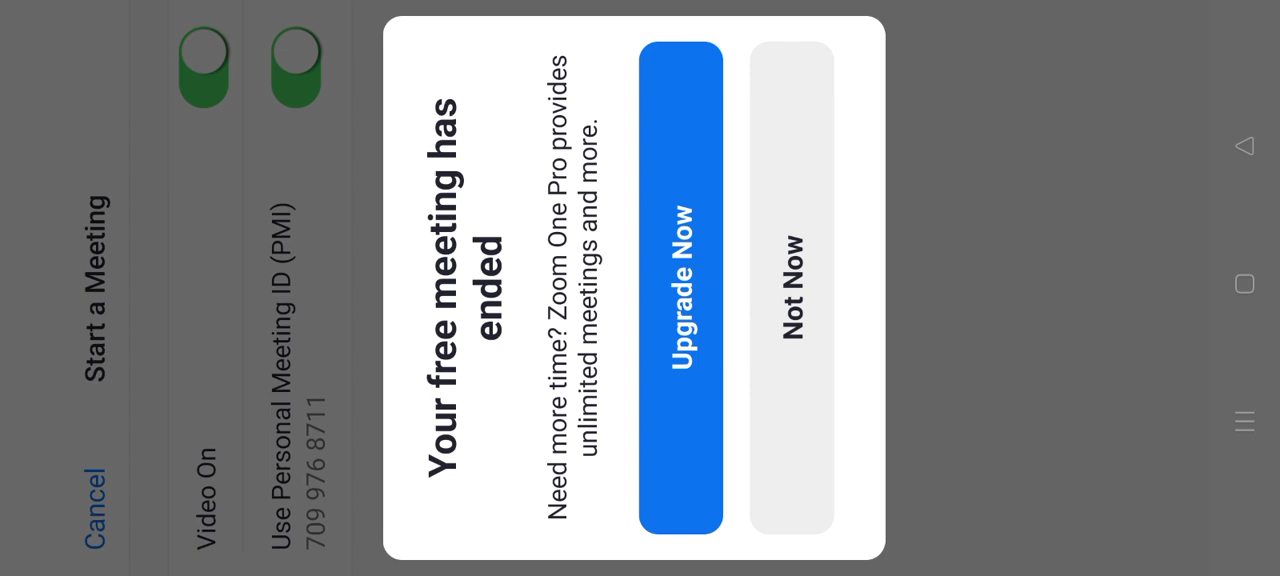 Cancel
Start a Meeting
Video On
Use Personal Meeting ID (PMI)
709 976 8711
Your free meeting has
ended
Need more time? Zoom One Pro provides
unlimited meetings and more.
Upgrade Now
Not Now